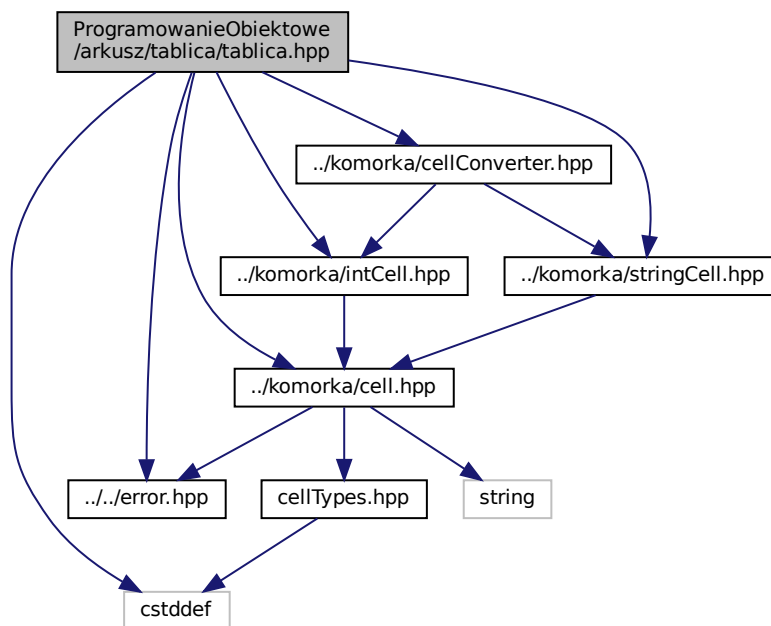 ProgramowanieObiektowe
/arkusz/tablica/tablica.hpp
../komorka/cellConverter.hpp
../komorka/intCell.hpp
../komorka/stringCell.hpp
../komorka/cell.hpp
../../error.hpp
cellTypes.hpp
string
cstddef